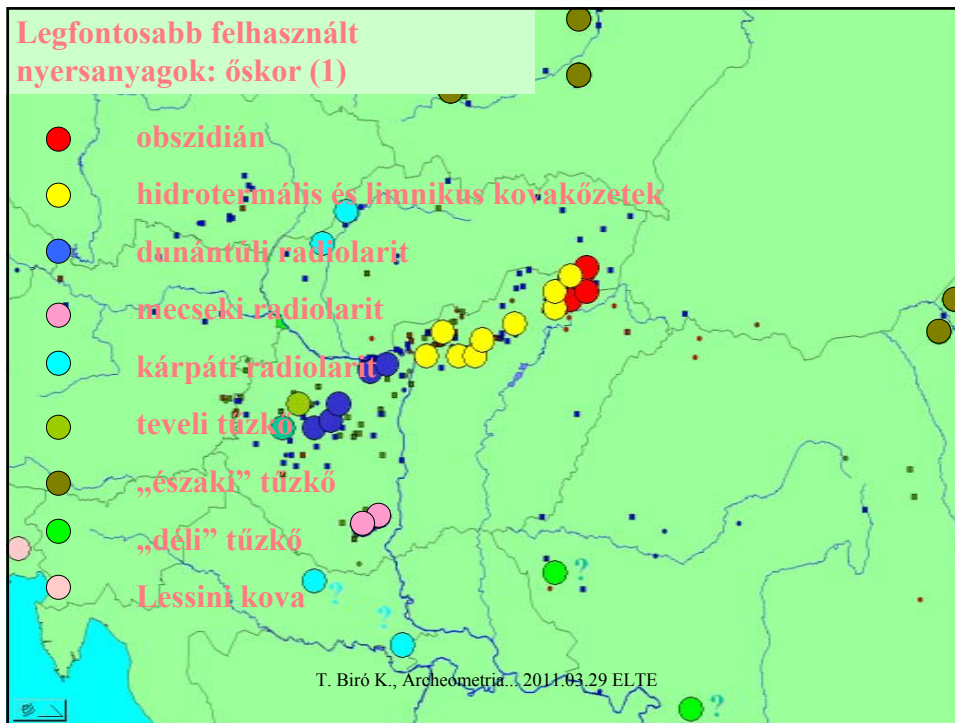 Legfontosabb felhasznált
nyersanyagok: őskor (1)
obszidián
hidrotermális és limnikus kovakőzetek
dunántúli radiolarit
mecseki radiolarit
kárpáti radiolarit
teveli tűzkő
„északi” tűzkő
„déli” tűzkő
Lessini kova
?
?
?
?
T. Biró K., Archeometria... 2011.03.29 ELTE